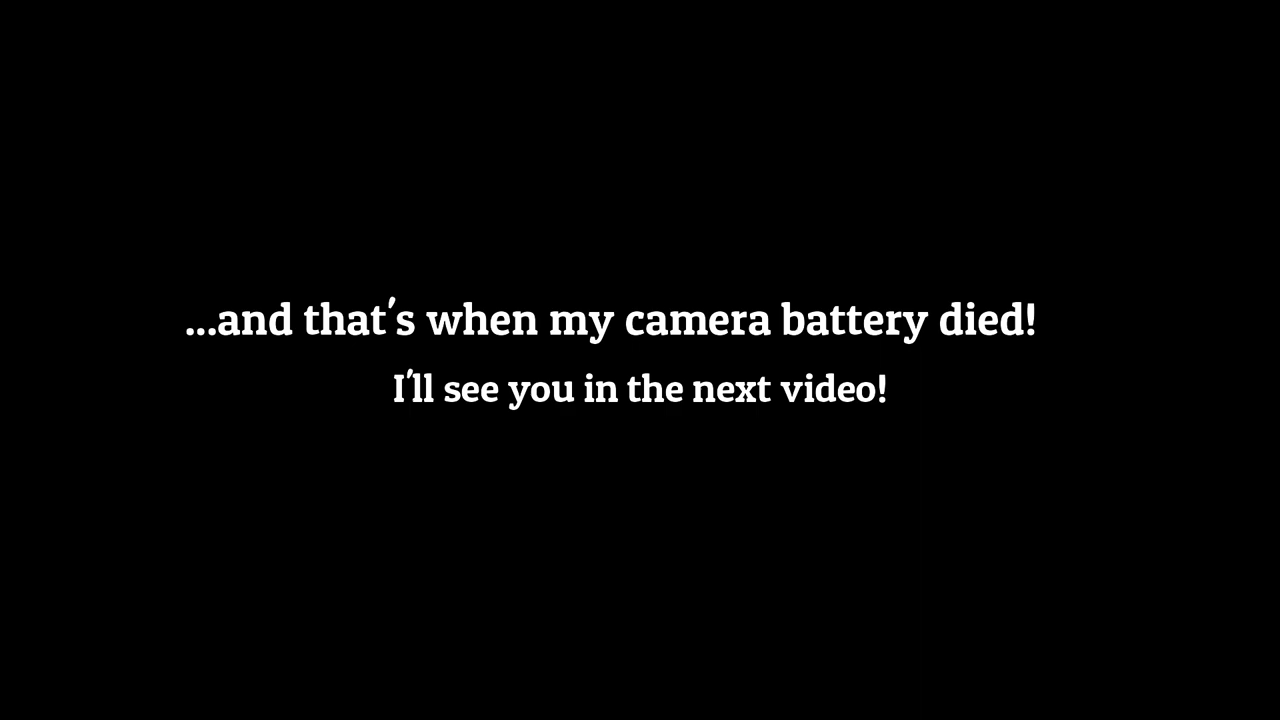 ...and that's when my camera battery died!
I'll see you in the next video!